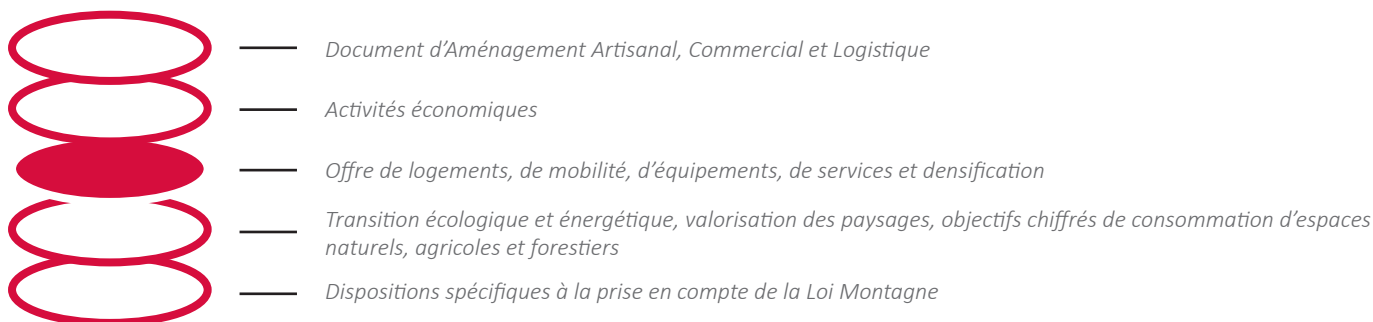 Document d’Aménagement Artisanal, Commercial et Logistique
Activités économiques
Offre de logements, de mobilité, d’équipements, de services et densification
Transition écologique et énergétique, valorisation des paysages, objectifs chiffrés de consommation d’espaces
naturels, agricoles et forestiers
Dispositions spécifiques à la prise en compte de la Loi Montagne